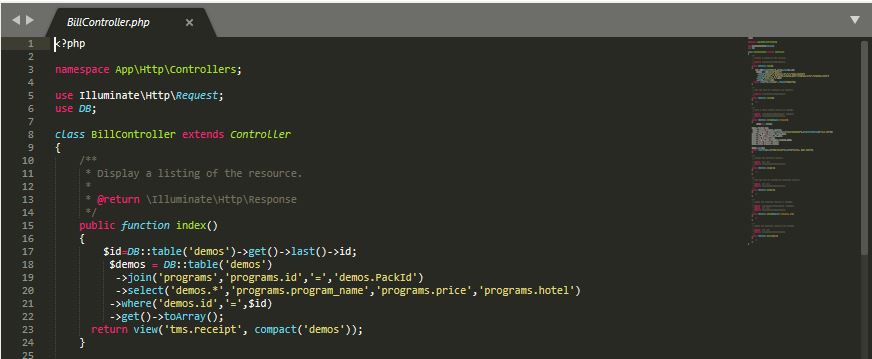 BillController.php
1 <?php
2
3 namespace App\Http\Controllers;
4
5 use Illuminate\Http\Request;
6 use DB;
7
8 class BillController extends Controller
9 {
10 /**
11 * Display a listing of the resource.
12 *
13 * @return \Illuminate\Http\Response
14 */
15 public function index()
16 {
17 $id=DB::table('demos')->get()->last()->id;
18 $demos = DB::table('demos')
19 ->join('programs','programs.id','=','demos.PackId')
20 ->select('demos.*','programs.program_name','programs.price','programs.hotel')
21 ->where('demos.id','=',$id)
22 ->get()->toArray();
23 return view('tms.receipt', compact('demos'));
24 }
25